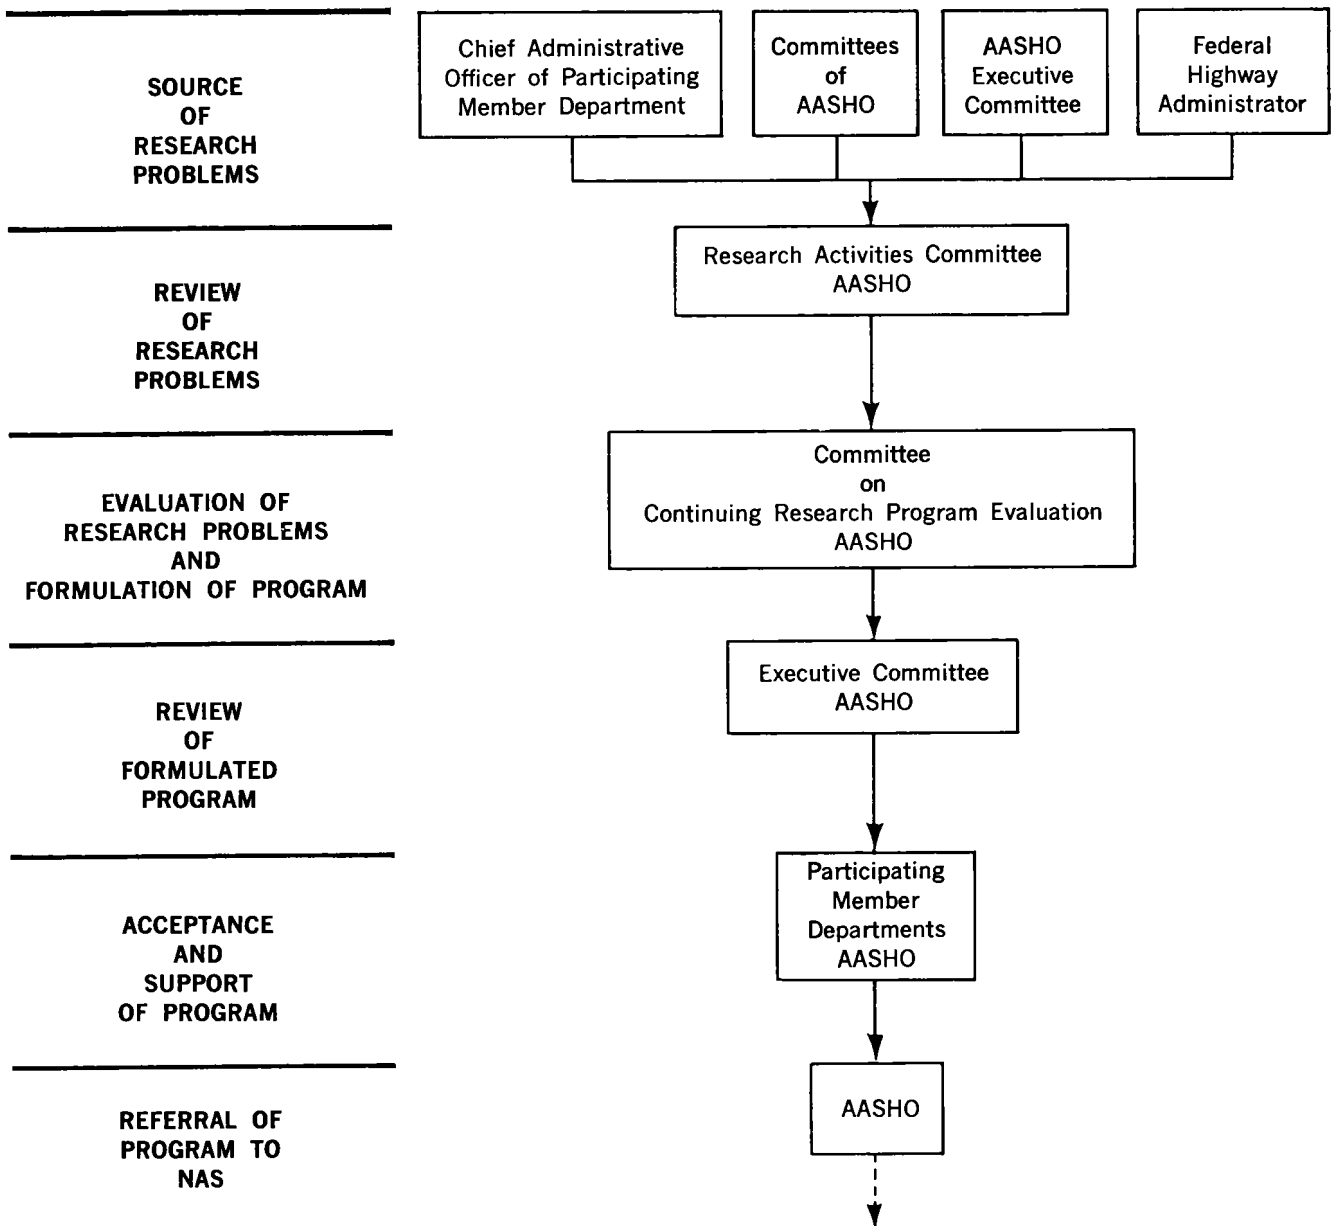 SOURCE
OF
RESEARCH
PROBLEMS
Chief Administrative
Officer of Participating
Member Department
Committees
of
AASHO
AASHO
Executive
Committee
Federal
Highway
Administrator
REVIEW
OF
RESEARCH
PROBLEMS
Research Activities Committee
AASHO
EVALUATION OF
RESEARCH PROBLEMS
AND
FORMULATION OF PROGRAM
Committee
on
Continuing Research Program Evaluation
AASHO
REVIEW
OF
FORMULATED
PROGRAM
Executive Committee
AASHO
ACCEPTANCE
AND
SUPPORT
OF PROGRAM
Participating
Member
Departments
AASHO
REFERRAL OF
PROGRAM TO
NAS
AASHO